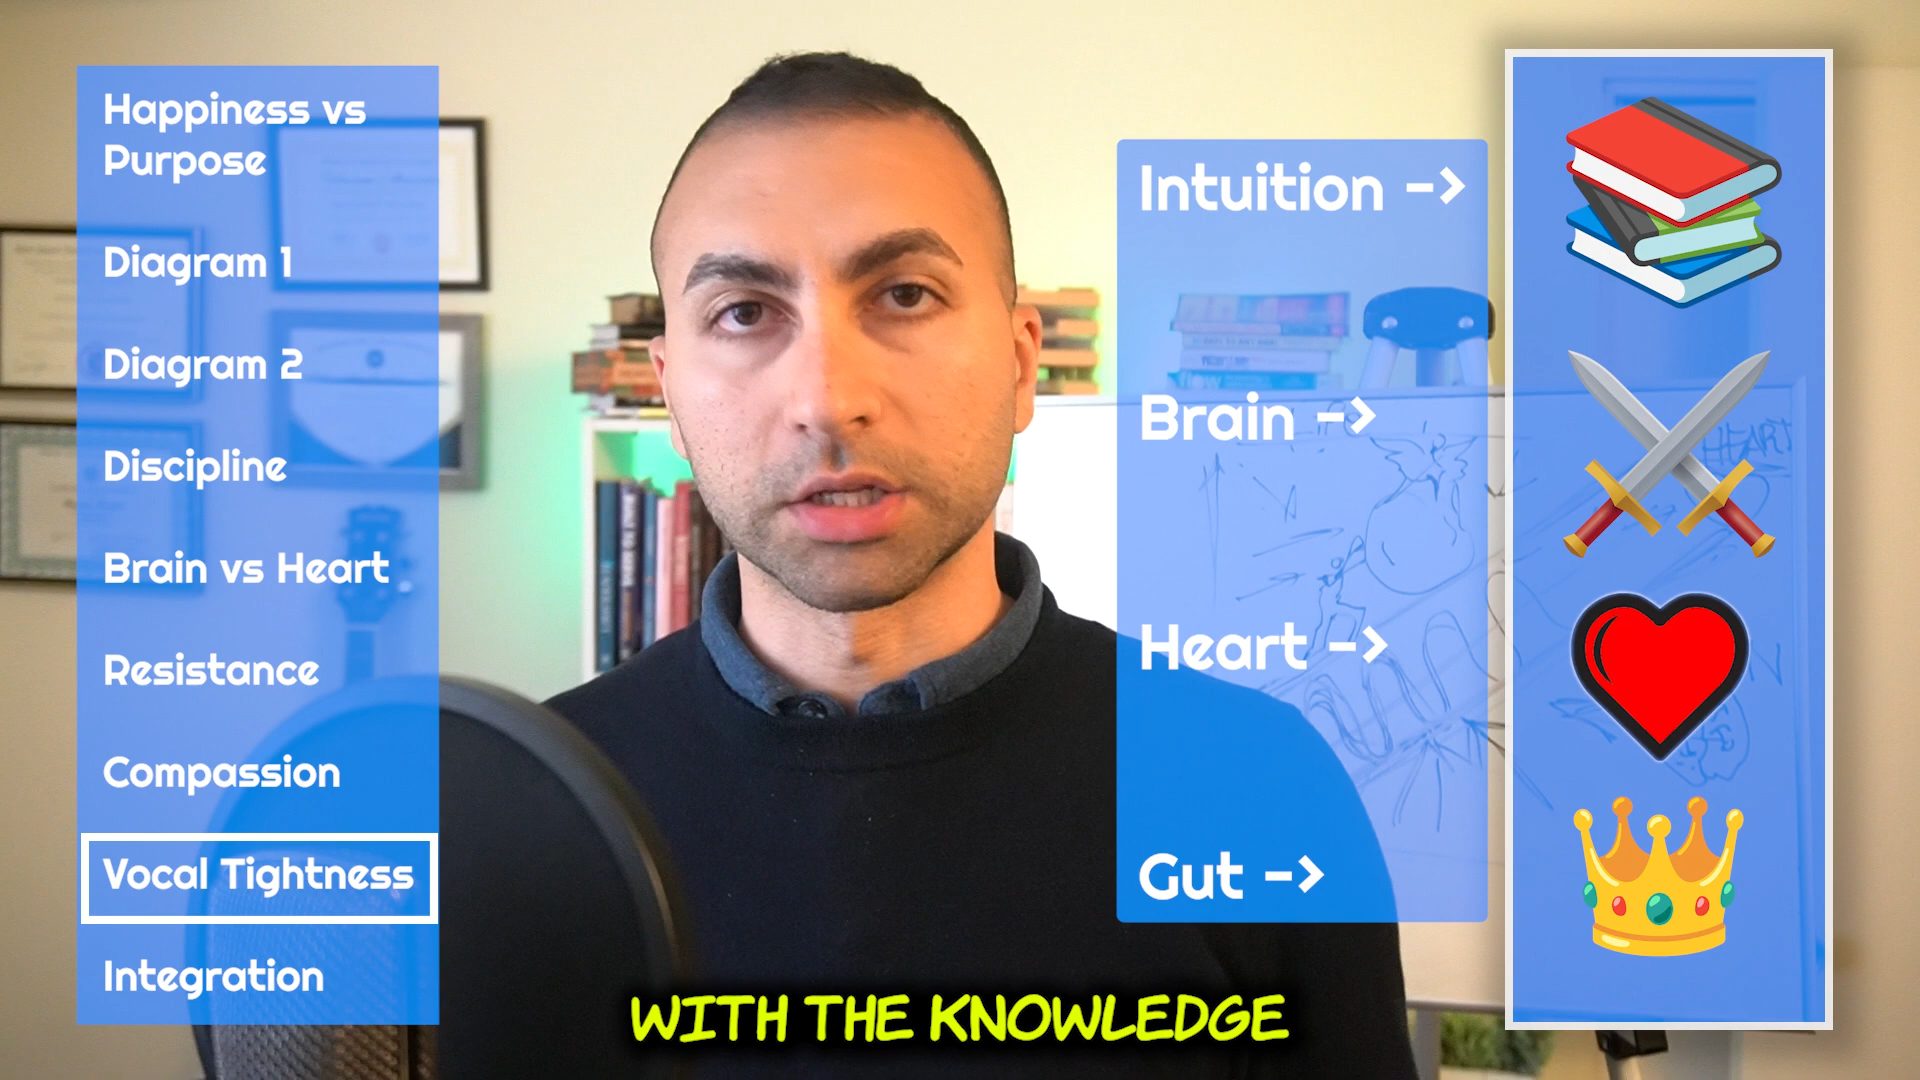 Happiness vs
Purpose
Diagram 1
Diagram 2
Discipline
Brain vs Heart
Resistance
Compassion
Vocal Tightness
Integration
Intuition ->
Brain ->
Heart ->
Gut ->
HEART
WITH THE KNOWLEDGE